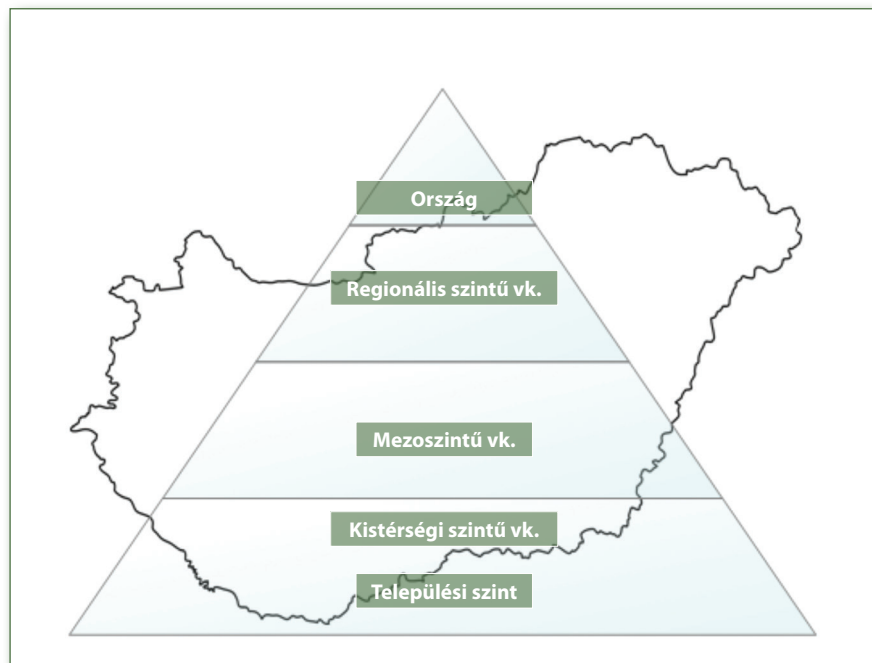 Ország
Regionális szintű vk.
Mezoszintű vk.
Kistérségi szintű vk.
Települési szint